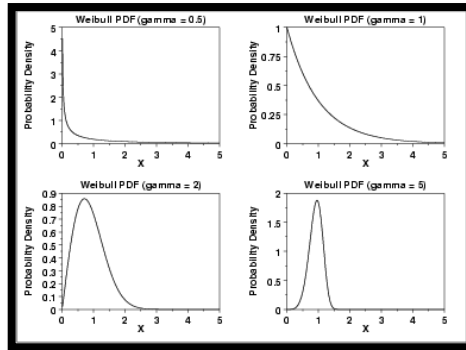 Weibull PDF (gamma = 0.5)
Probability Density
5
4
3
2
1
0
0 1 2 3 4 5
X
Weibull PDF (gamma = 1)
Probability Density
1
0.75
0.5
0.25
0
0 1 2 3 4 5
X
Weibull PDF (gamma = 2)
Probability Density
0.9
0.8
0.7
0.6
0.5
0.4
0.3
0.2
0.1
0
0 1 2 3 4 5
X
Weibull PDF (gamma = 5)
Probability Density
2
1.5
1
0.5
0
0 1 2 3 4 5
X